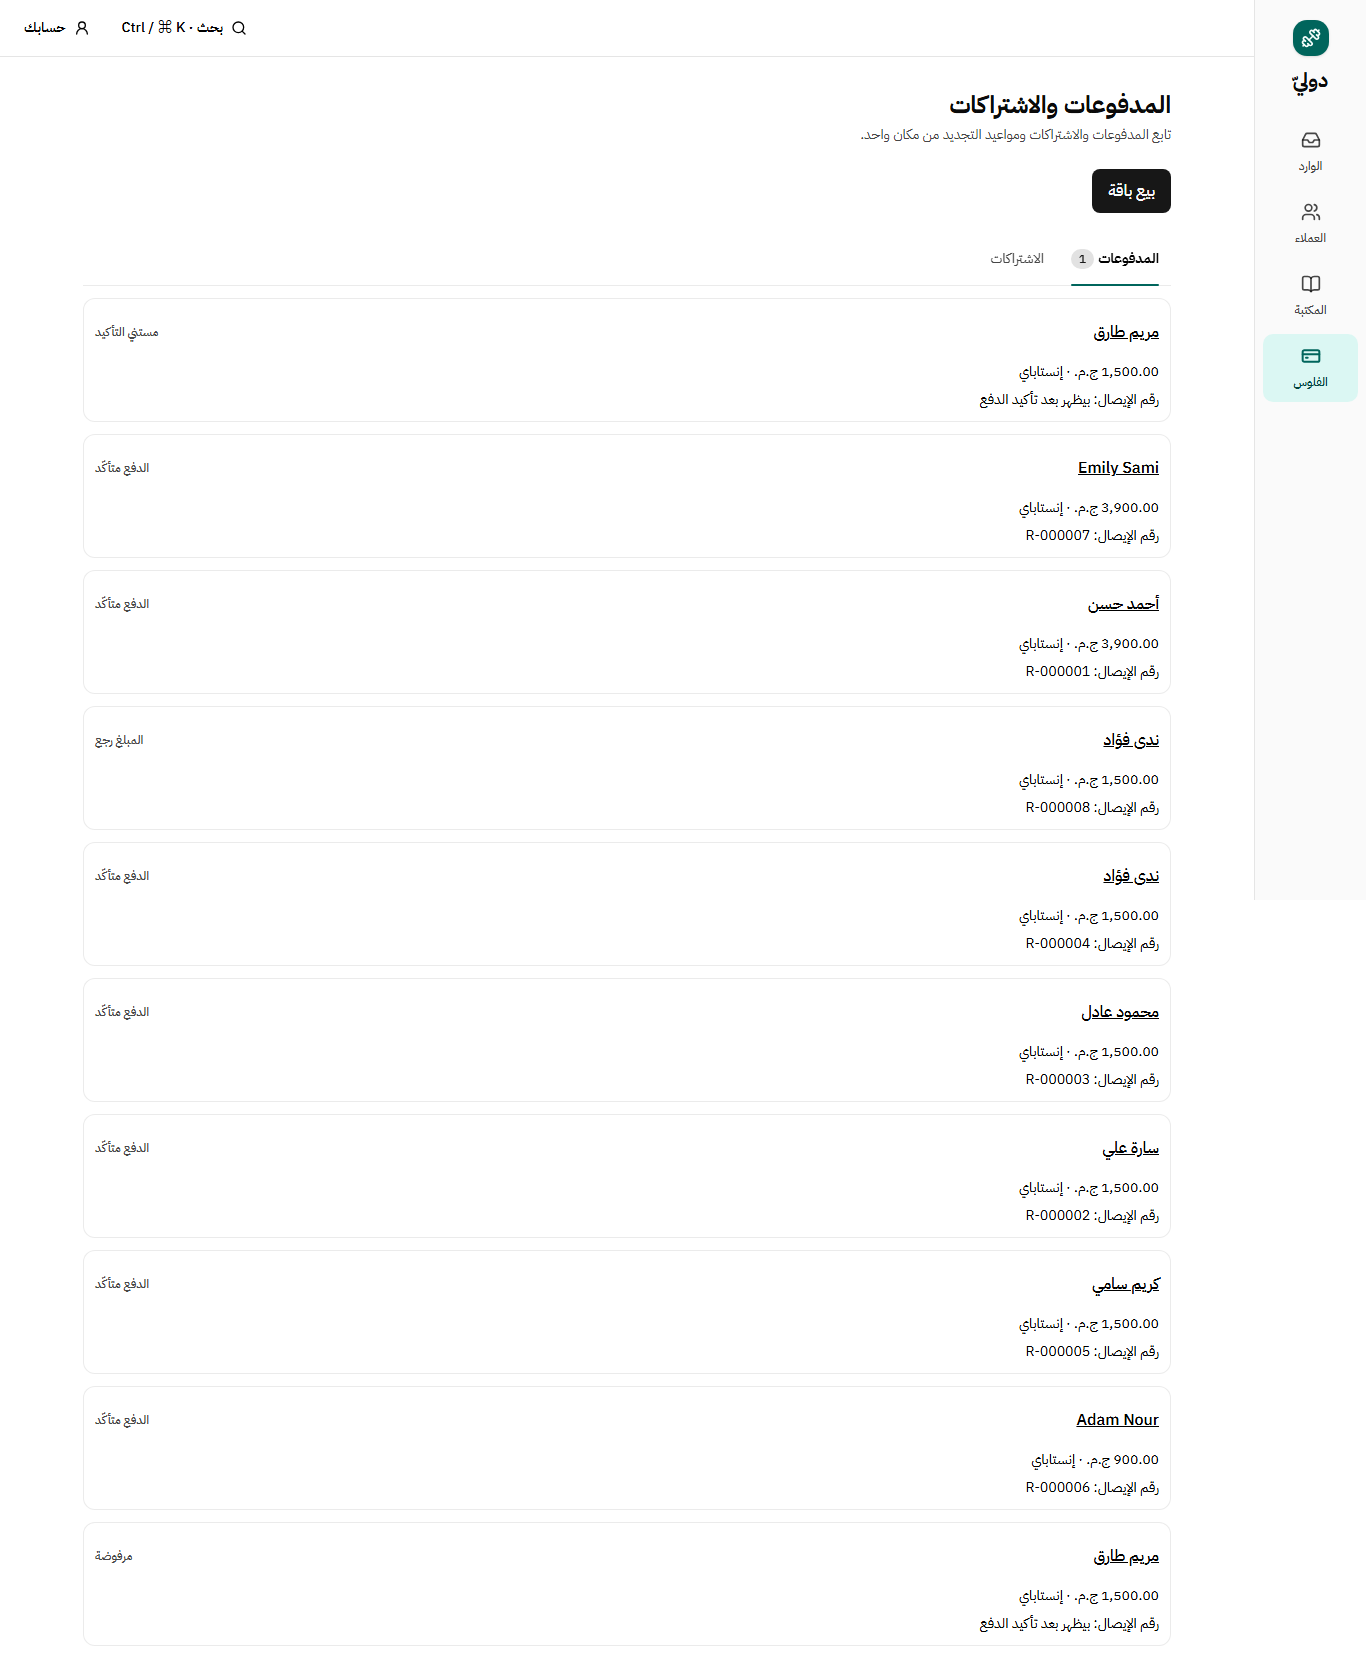 دوليّ
الوارد
العملاء
المكتبة
الفلوس
بحث · Ctrl / ⌘ K
حسابك
المدفوعات والاشتراكات
تابع المدفوعات والاشتراكات ومواعيد التجديد من مكان واحد.
بيع باقة
المدفوعات 1
الاشتراكات
مريم طارق
مستني التأكيد
1,500.00 ج.م. · إنستاباي
رقم الإيصال: بيظهر بعد تأكيد الدفع
Emily Sami
الدفع متأكّد
3,900.00 ج.م. · إنستاباي
رقم الإيصال: R-000007
أحمد حسن
الدفع متأكّد
3,900.00 ج.م. · إنستاباي
رقم الإيصال: R-000001
ندى فؤاد
المبلغ رجع
1,500.00 ج.م. · إنستاباي
رقم الإيصال: R-000008
ندى فؤاد
الدفع متأكّد
1,500.00 ج.م. · إنستاباي
رقم الإيصال: R-000004
محمود عادل
الدفع متأكّد
1,500.00 ج.م. · إنستاباي
رقم الإيصال: R-000003
سارة علي
الدفع متأكّد
1,500.00 ج.م. · إنستاباي
رقم الإيصال: R-000002
كريم سامي
الدفع متأكّد
1,500.00 ج.م. · إنستاباي
رقم الإيصال: R-000005
Adam Nour
الدفع متأكّد
900.00 ج.م. · إنستاباي
رقم الإيصال: R-000006
مريم طارق
مرفوضة
1,500.00 ج.م. · إنستاباي
رقم الإيصال: بيظهر بعد تأكيد الدفع